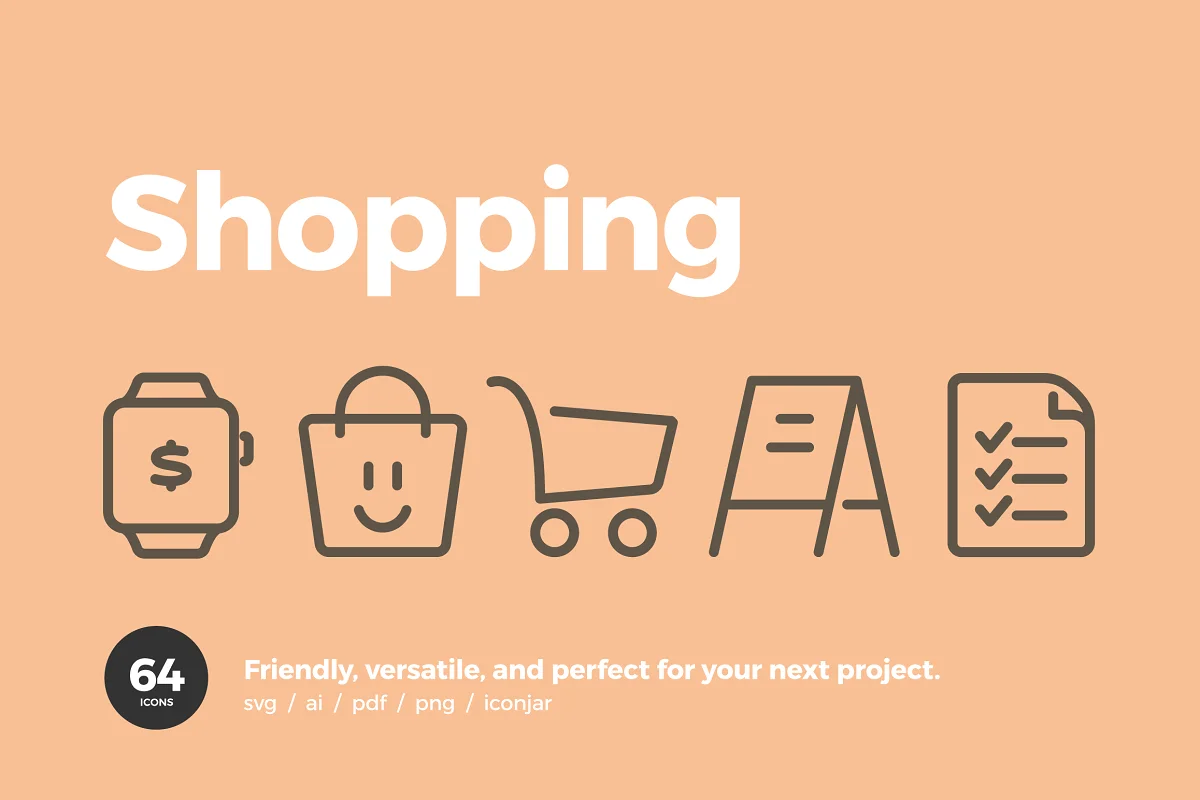 Shopping
$
64
ICONS
Friendly, versatile, and perfect for your next project.
svg / ai / pdf / png / iconjar